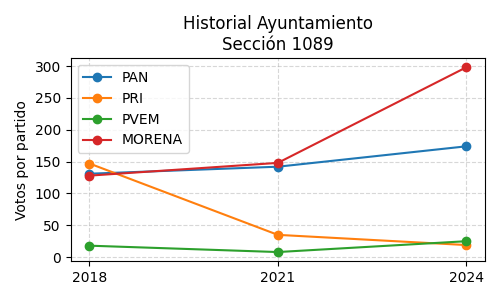 Historial Ayuntamiento
Sección 1089
Votos por partido
300
250
200
150
100
50
0
PAN
PRI
PVEM
MORENA
2018
2021
2024